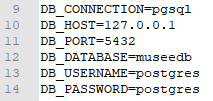 9 DB_CONNECTION=pgsql
10 DB_HOST=127.0.0.1
11 DB_PORT=5432
12 DB_DATABASE=museedb
13 DB_USERNAME=postgres
14 DB_PASSWORD=postgres